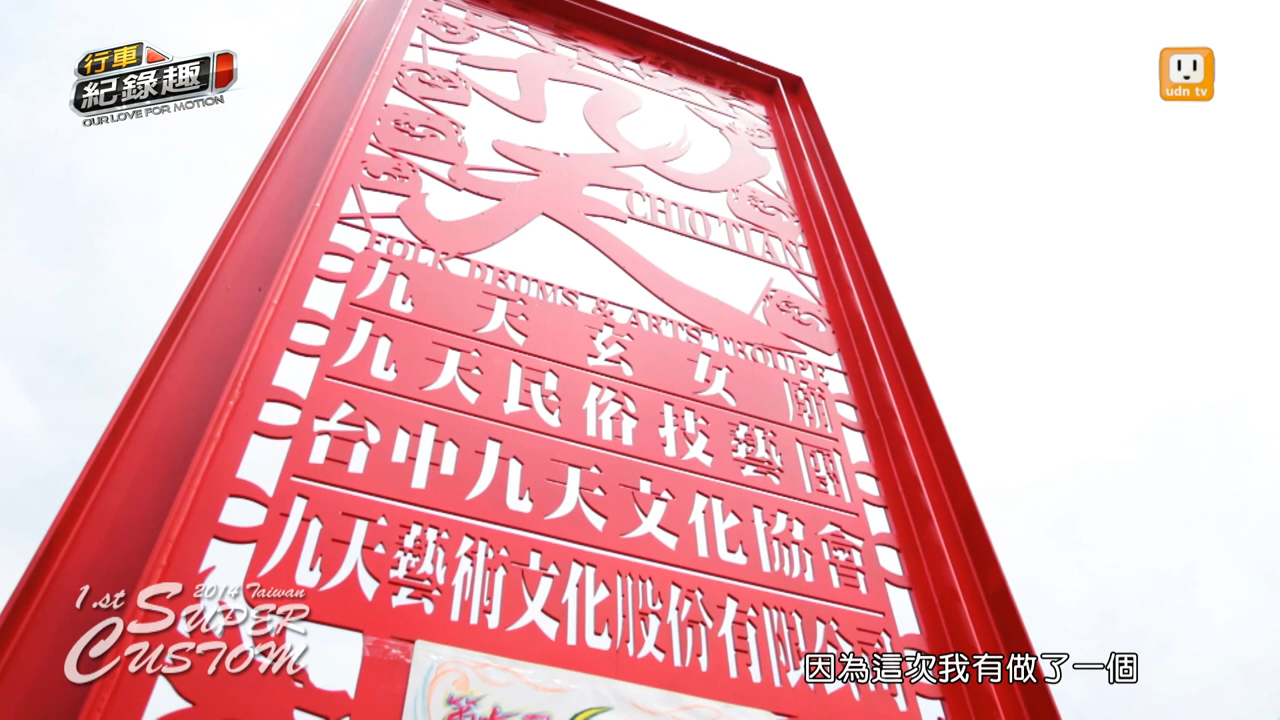 行車
紀錄趣
OUR LOVE FOR MOTION
udn tv
九天
CHIO TIAN
FOLK DRUMS & ARTS TROUPE
九天玄女廟
九天民俗技藝團
台中九天文化協會
九天藝術文化股份有限公司
1st 2014 Taiwan
SUPER
CUSTOM
因為這次我有做了一個